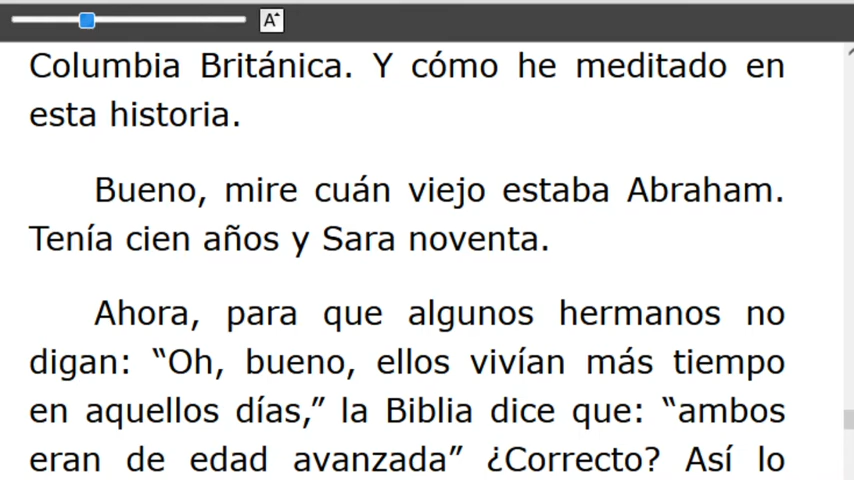 A
Columbia Británica. Y cómo he meditado en
esta historia.
Bueno, mire cuán viejo estaba Abraham.
Tenía cien años y Sara noventa.
Ahora, para que algunos hermanos no
digan: “Oh, bueno, ellos vivían más tiempo
en aquellos días,” la Biblia dice que: “ambos
eran de edad avanzada” ¿Correcto? Así lo